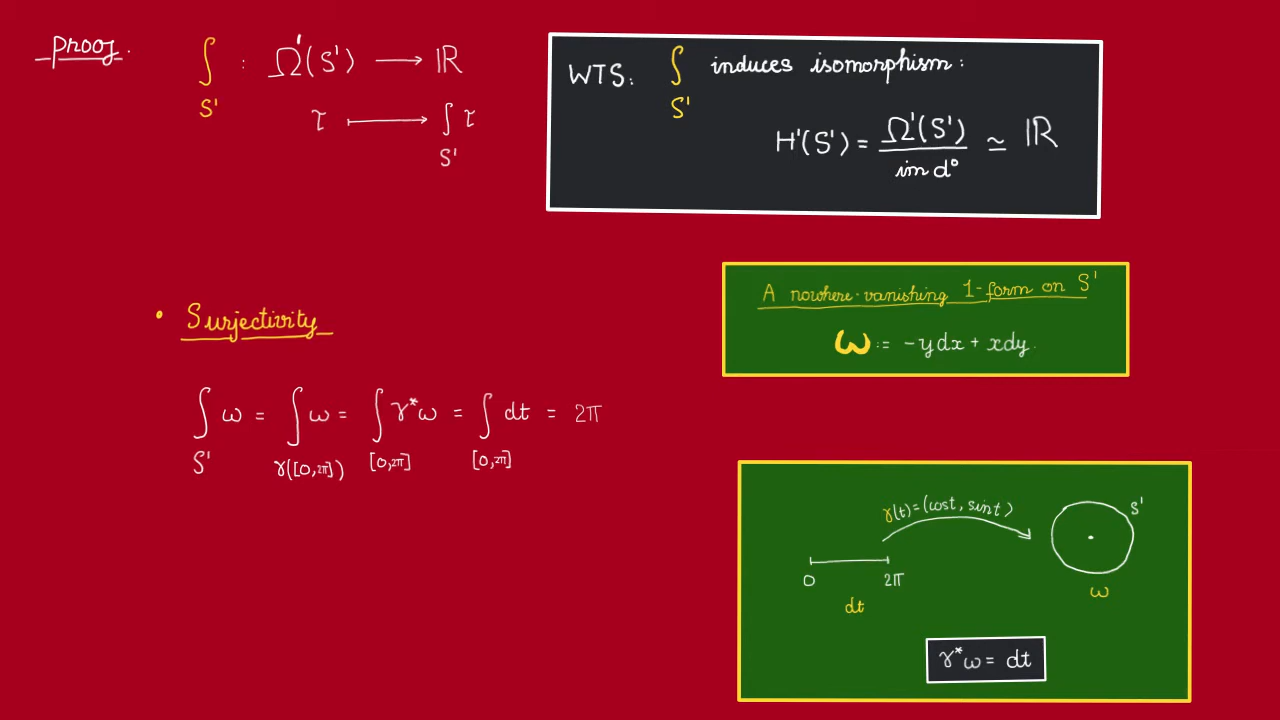 Proof.
∫ : Ω¹(S¹) ⟶ ℝ
S¹
τ ⟼ ∫ τ
S¹
WTS: ∫ induces isomorphism:
S¹
H¹(S¹) = Ω¹(S¹) / im d⁰ ≃ ℝ
• Surjectivity
A nowhere-vanishing 1-form on S¹
ω := -ydx + xdy.
∫ ω = ∫ ω = ∫ γ*ω = ∫ dt = 2π
S¹ γ([0,2π]) [0,2π] [0,2π]
γ(t)=(cost, sint) S¹
0 2π
dt ω
γ*ω = dt